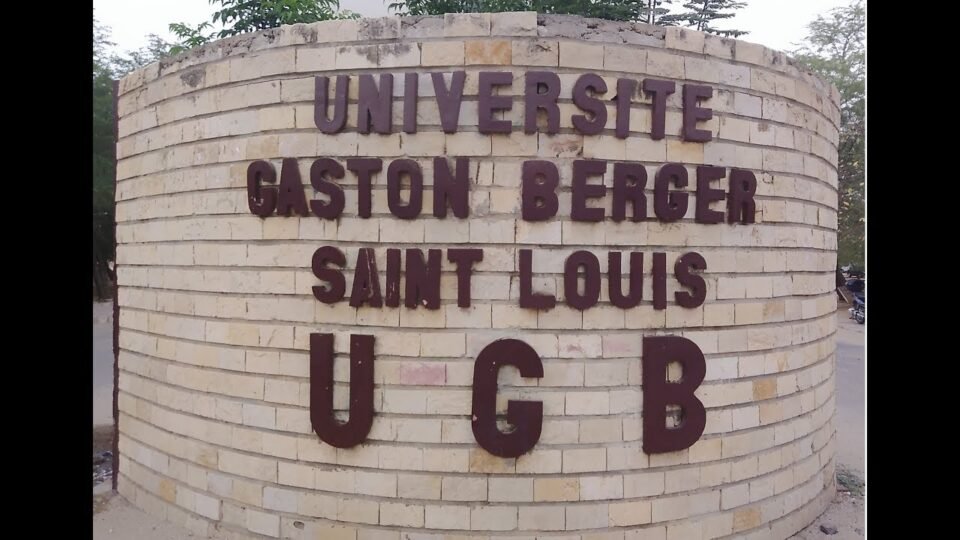 UNIVERSITE
GASTON BERGER
SAINT LOUIS
UGB